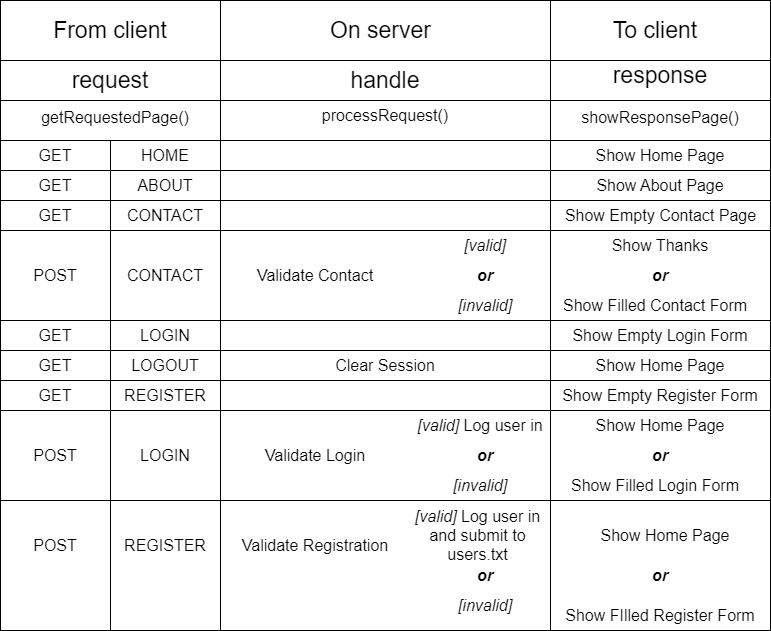 From client On server To client
request handle response
getRequestedPage() processRequest() showResponsePage()
GET HOME Show Home Page
GET ABOUT Show About Page
GET CONTACT Show Empty Contact Page
[valid] Show Thanks
POST CONTACT Validate Contact or or
[invalid] Show Filled Contact Form
GET LOGIN Show Empty Login Form
GET LOGOUT Clear Session Show Home Page
GET REGISTER Show Empty Register Form
[valid] Log user in Show Home Page
POST LOGIN Validate Login or or
[invalid] Show Filled Login Form
[valid] Log user in
and submit to Show Home Page
POST REGISTER Validate Registration users.txt
or or
[invalid] Show FIlled Register Form